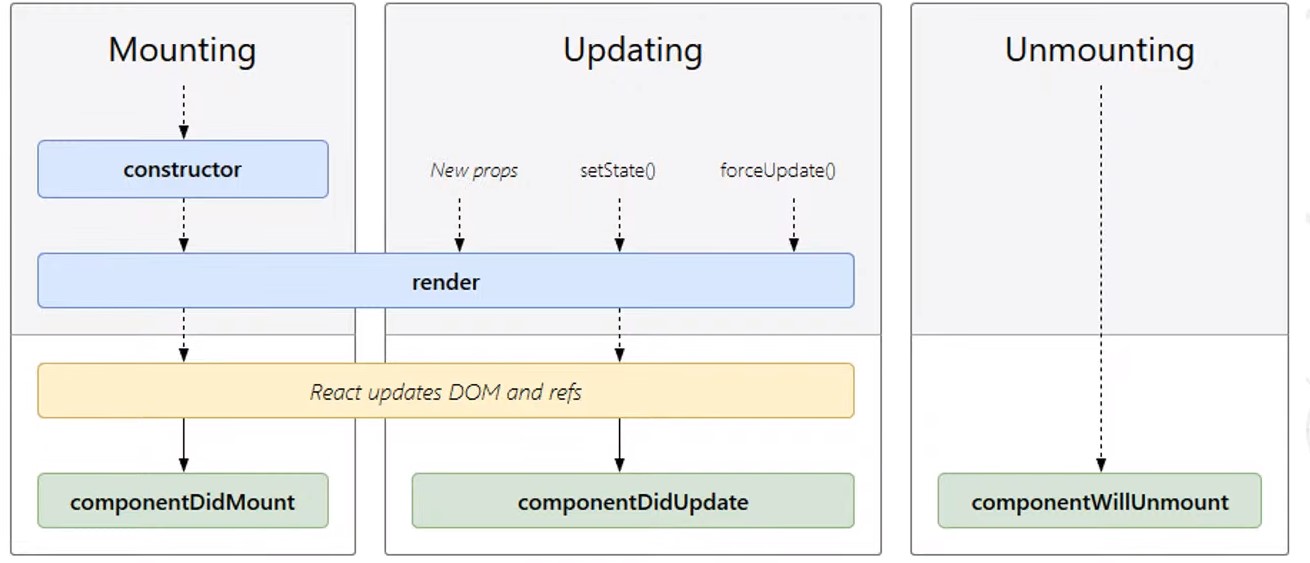 Mounting
Updating
Unmounting
constructor
New props
setState()
forceUpdate()
render
React updates DOM and refs
componentDidMount
componentDidUpdate
componentWillUnmount